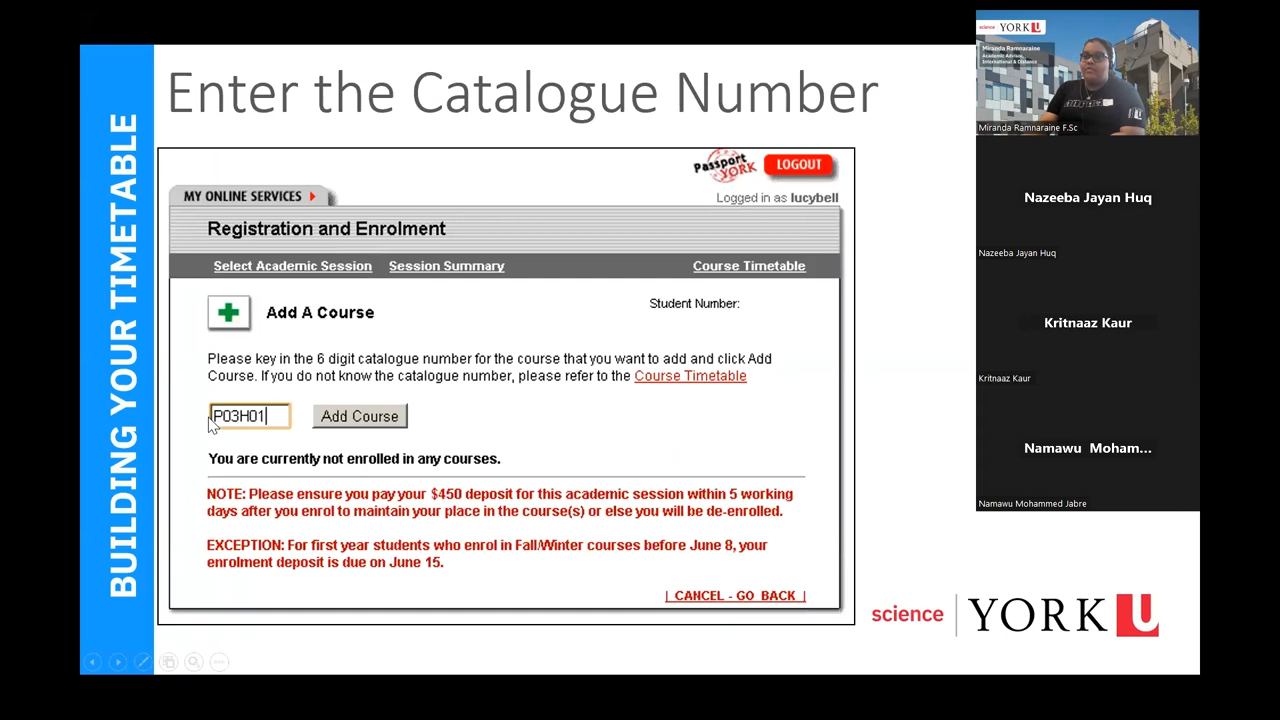 Enter the Catalogue Number
BUILDING YOUR TIMETABLE
Passport
YORK
LOGOUT
MY ONLINE SERVICES
Logged in as lucybell
Registration and Enrolment
Select Academic Session
Session Summary
Course Timetable
Add A Course
Student Number:
Please key in the 6 digit catalogue number for the course that you want to add and click Add
Course. If you do not know the catalogue number, please refer to the Course Timetable
P03H01
Add Course
You are currently not enrolled in any courses.
NOTE: Please ensure you pay your $450 deposit for this academic session within 5 working
days after you enrol to maintain your place in the course(s) or else you will be de-enrolled.
EXCEPTION: For first year students who enrol in Fall/Winter courses before June 8, your
enrolment deposit is due on June 15.
| CANCEL - GO BACK |
science YORK U
science YORK U
Miranda Ramnaraine
Academic Advisor,
International & Distance
Miranda Ramnaraine F.Sc
Nazeeba Jayan Huq
Nazeeba Jayan Huq
Kritnaaz Kaur
Kritnaaz Kaur
Namawu Moham...
Namawu Mohammed Jabre